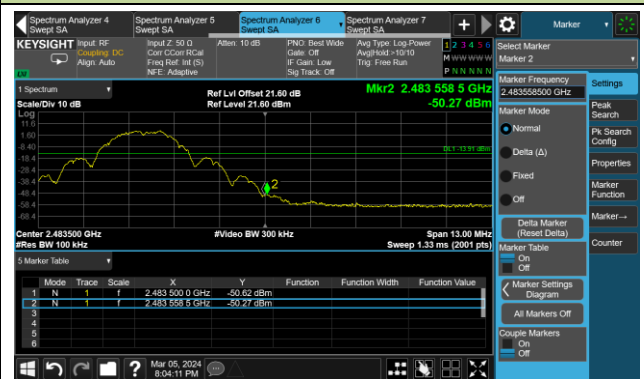 Spectrum Analyzer 4
Swept SA
Spectrum Analyzer 5
Swept SA
Spectrum Analyzer 6
Swept SA
Spectrum Analyzer 7
Swept SA
+
Marker
KEYSIGHT
Input: RF
Coupling: DC
Align: Auto
Input Z: 50 Ω
Corr CCorr RCal
Freq Ref: Int (S)
NFE: Adaptive
Atten: 10 dB
PNO: Best Wide
Gate: Off
IF Gain: Low
Sig Track: Off
Avg Type: Log-Power
Avg|Hold:>10/10
Trig: Free Run
1 2 3 4 5 6
M W W W W W
P N N N N N
LXI
Select Marker
Marker 2
Marker Frequency
2.483558500 GHz
Marker Mode
Normal
Delta (Δ)
Fixed
Off
Delta Marker
(Reset Delta)
Marker Table
On
Off
Marker Settings
Diagram
All Markers Off
Couple Markers
On
Off
Settings
Peak
Search
Pk Search
Config
Properties
Marker
Function
Marker→
Counter
1 Spectrum
Scale/Div 10 dB
Ref Lvl Offset 21.60 dB
Ref Level 21.60 dBm
Mkr2 2.483 558 5 GHz
-50.27 dBm
Log
11.6
1.60
-8.40
-18.4
-28.4
-38.4
-48.4
-58.4
-68.4
DL1 -13.91 dBm
2
Center 2.483500 GHz
#Res BW 100 kHz
#Video BW 300 kHz
Span 13.00 MHz
Sweep 1.33 ms (2001 pts)
5 Marker Table
Mode Trace Scale X Y Function Function Width Function Value
1 N 1 f 2.483 500 0 GHz -50.62 dBm
2 N 1 f 2.483 558 5 GHz -50.27 dBm
3
4
5
6
?
Mar 05, 2024
8:04:11 PM